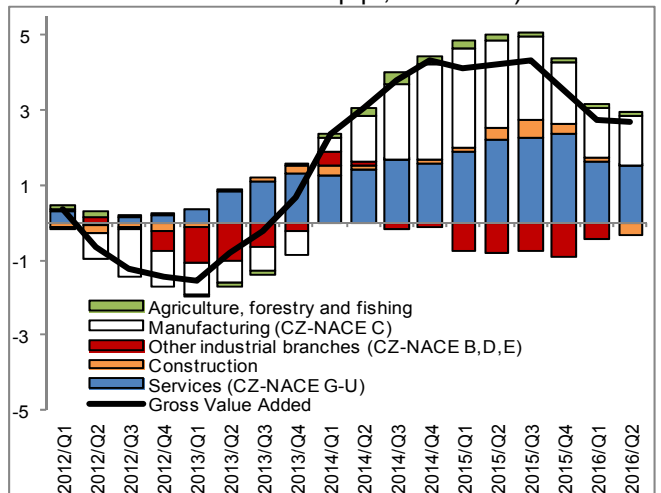 5
3
1
-1
-3
-5
Agriculture, forestry and fishing
Manufacturing (CZ-NACE C)
Other industrial branches (CZ-NACE B,D,E)
Construction
Services (CZ-NACE G-U)
Gross Value Added
2012/Q1
2012/Q2
2012/Q3
2012/Q4
2013/Q1
2013/Q2
2013/Q3
2013/Q4
2014/Q1
2014/Q2
2014/Q3
2014/Q4
2015/Q1
2015/Q2
2015/Q3
2015/Q4
2016/Q1
2016/Q2